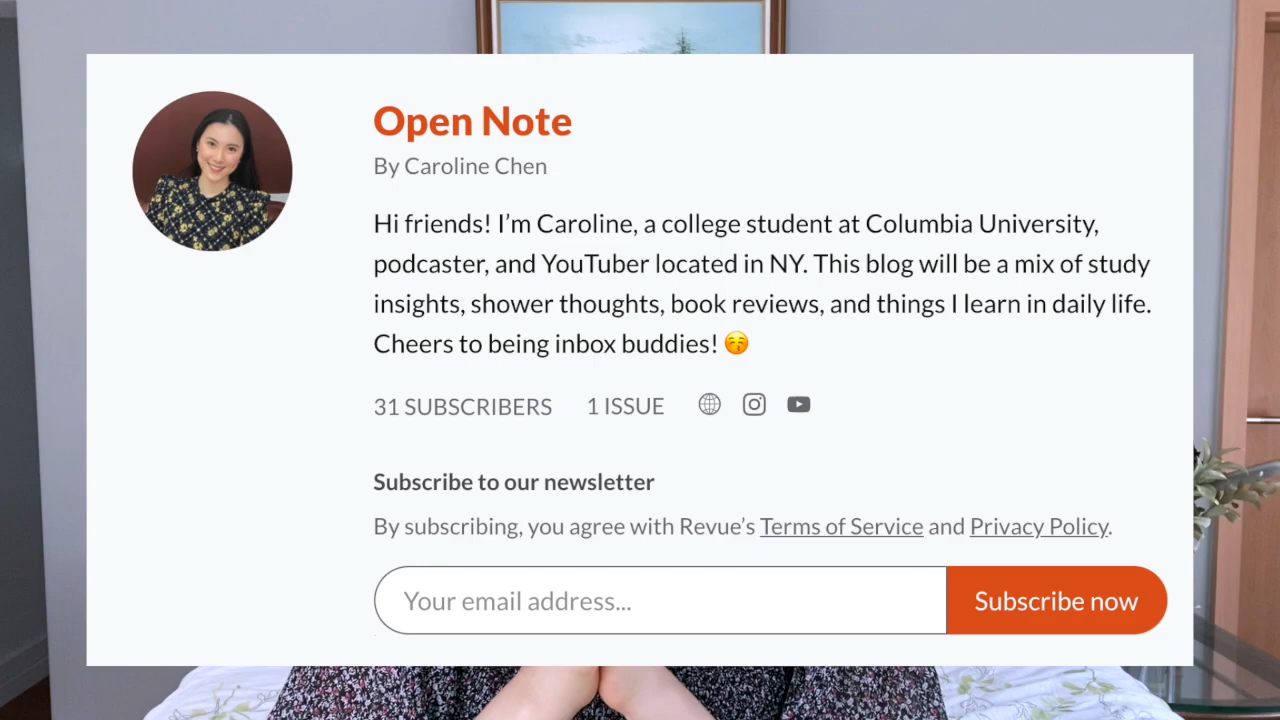 Open Note
By Caroline Chen
Hi friends! I’m Caroline, a college student at Columbia University,
podcaster, and YouTuber located in NY. This blog will be a mix of study
insights, shower thoughts, book reviews, and things I learn in daily life.
Cheers to being inbox buddies! 😚
31 SUBSCRIBERS 1 ISSUE
Subscribe to our newsletter
By subscribing, you agree with Revue’s Terms of Service and Privacy Policy.
Your email address... Subscribe now